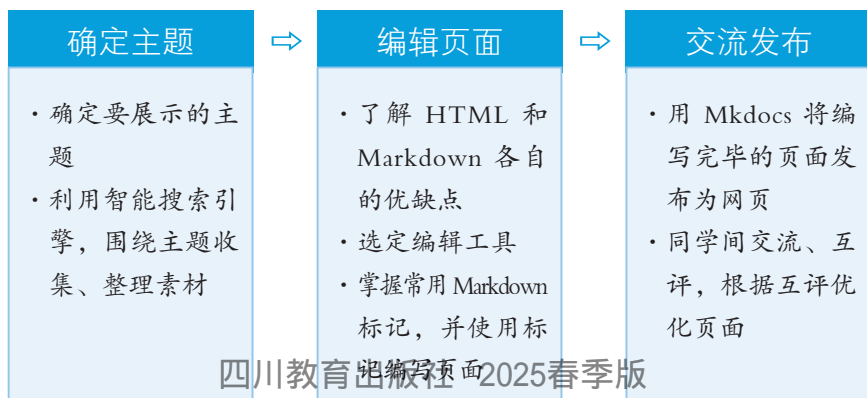 确定主题
⇨
编辑页面
⇨
交流发布
·确定要展示的主
题
·利用智能搜索引
擎，围绕主题收
集、整理素材
·了解 HTML 和
Markdown 各自
的优缺点
·选定编辑工具
·掌握常用 Markdown
标记，并使用标
记编写页面
·用 Mkdocs 将编
写完毕的页面发
布为网页
·同学间交流、互
评，根据互评优
化页面
四川教育出版社 2025春季版